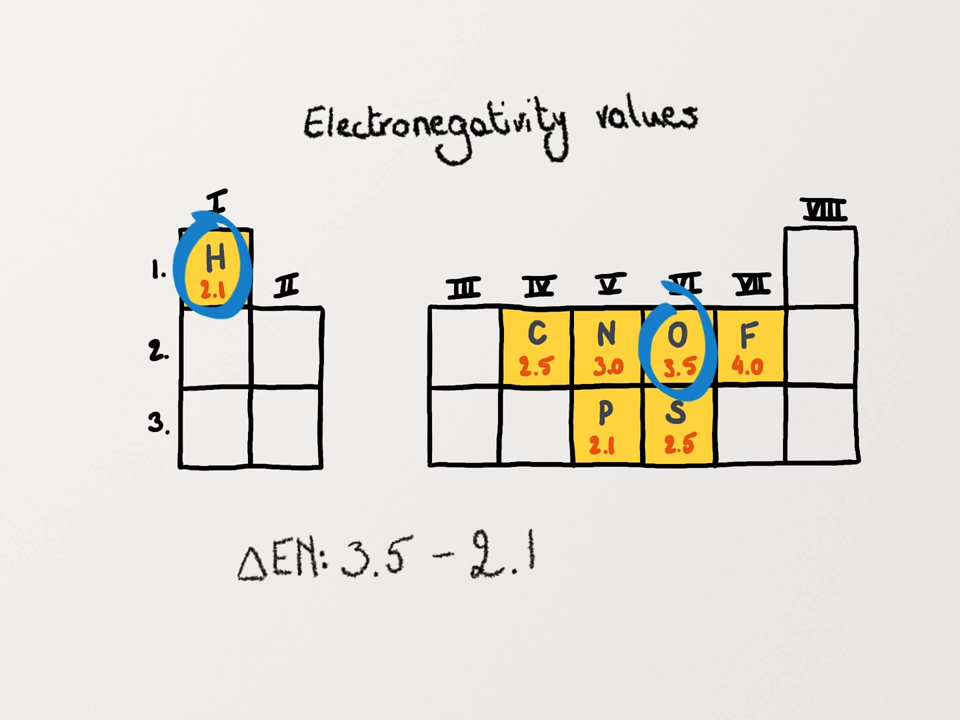 Electronegativity values
I VIII
1. H
2.1 II III IV V VI VII
2. C N O F
2.5 3.0 3.5 4.0
3. P S
2.1 2.5
ΔEN: 3.5 - 2.1